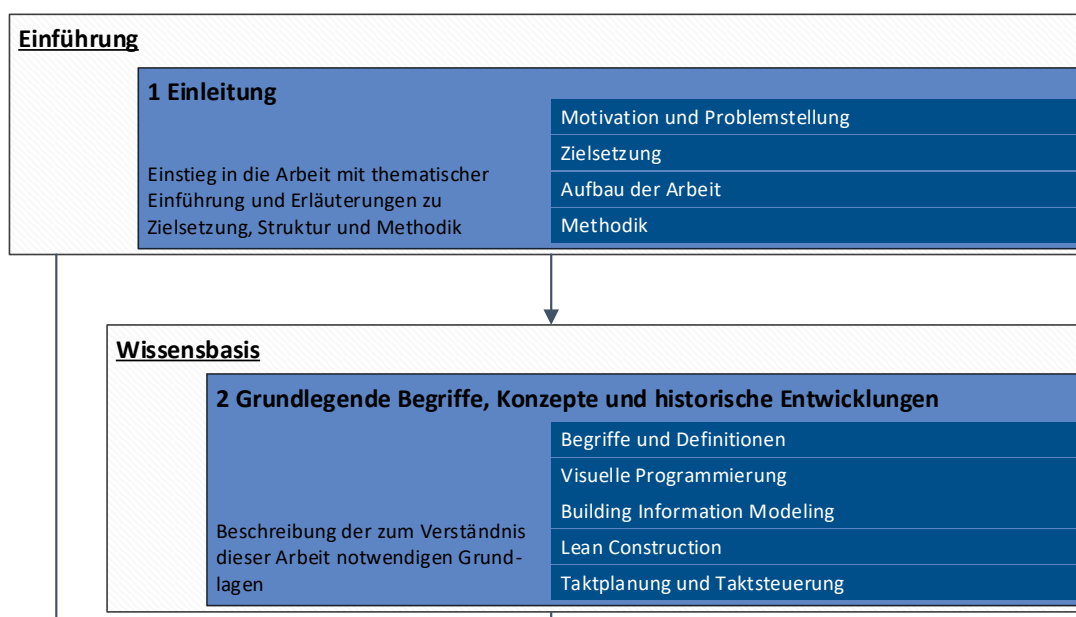 Einführung
1 Einleitung
Motivation und Problemstellung
Zielsetzung
Aufbau der Arbeit
Methodik
Einstieg in die Arbeit mit thematischer
Einführung und Erläuterungen zu
Zielsetzung, Struktur und Methodik
Wissensbasis
2 Grundlegende Begriffe, Konzepte und historische Entwicklungen
Begriffe und Definitionen
Visuelle Programmierung
Building Information Modeling
Lean Construction
Taktplanung und Taktsteuerung
Beschreibung der zum Verständnis
dieser Arbeit notwendigen Grund-
lagen